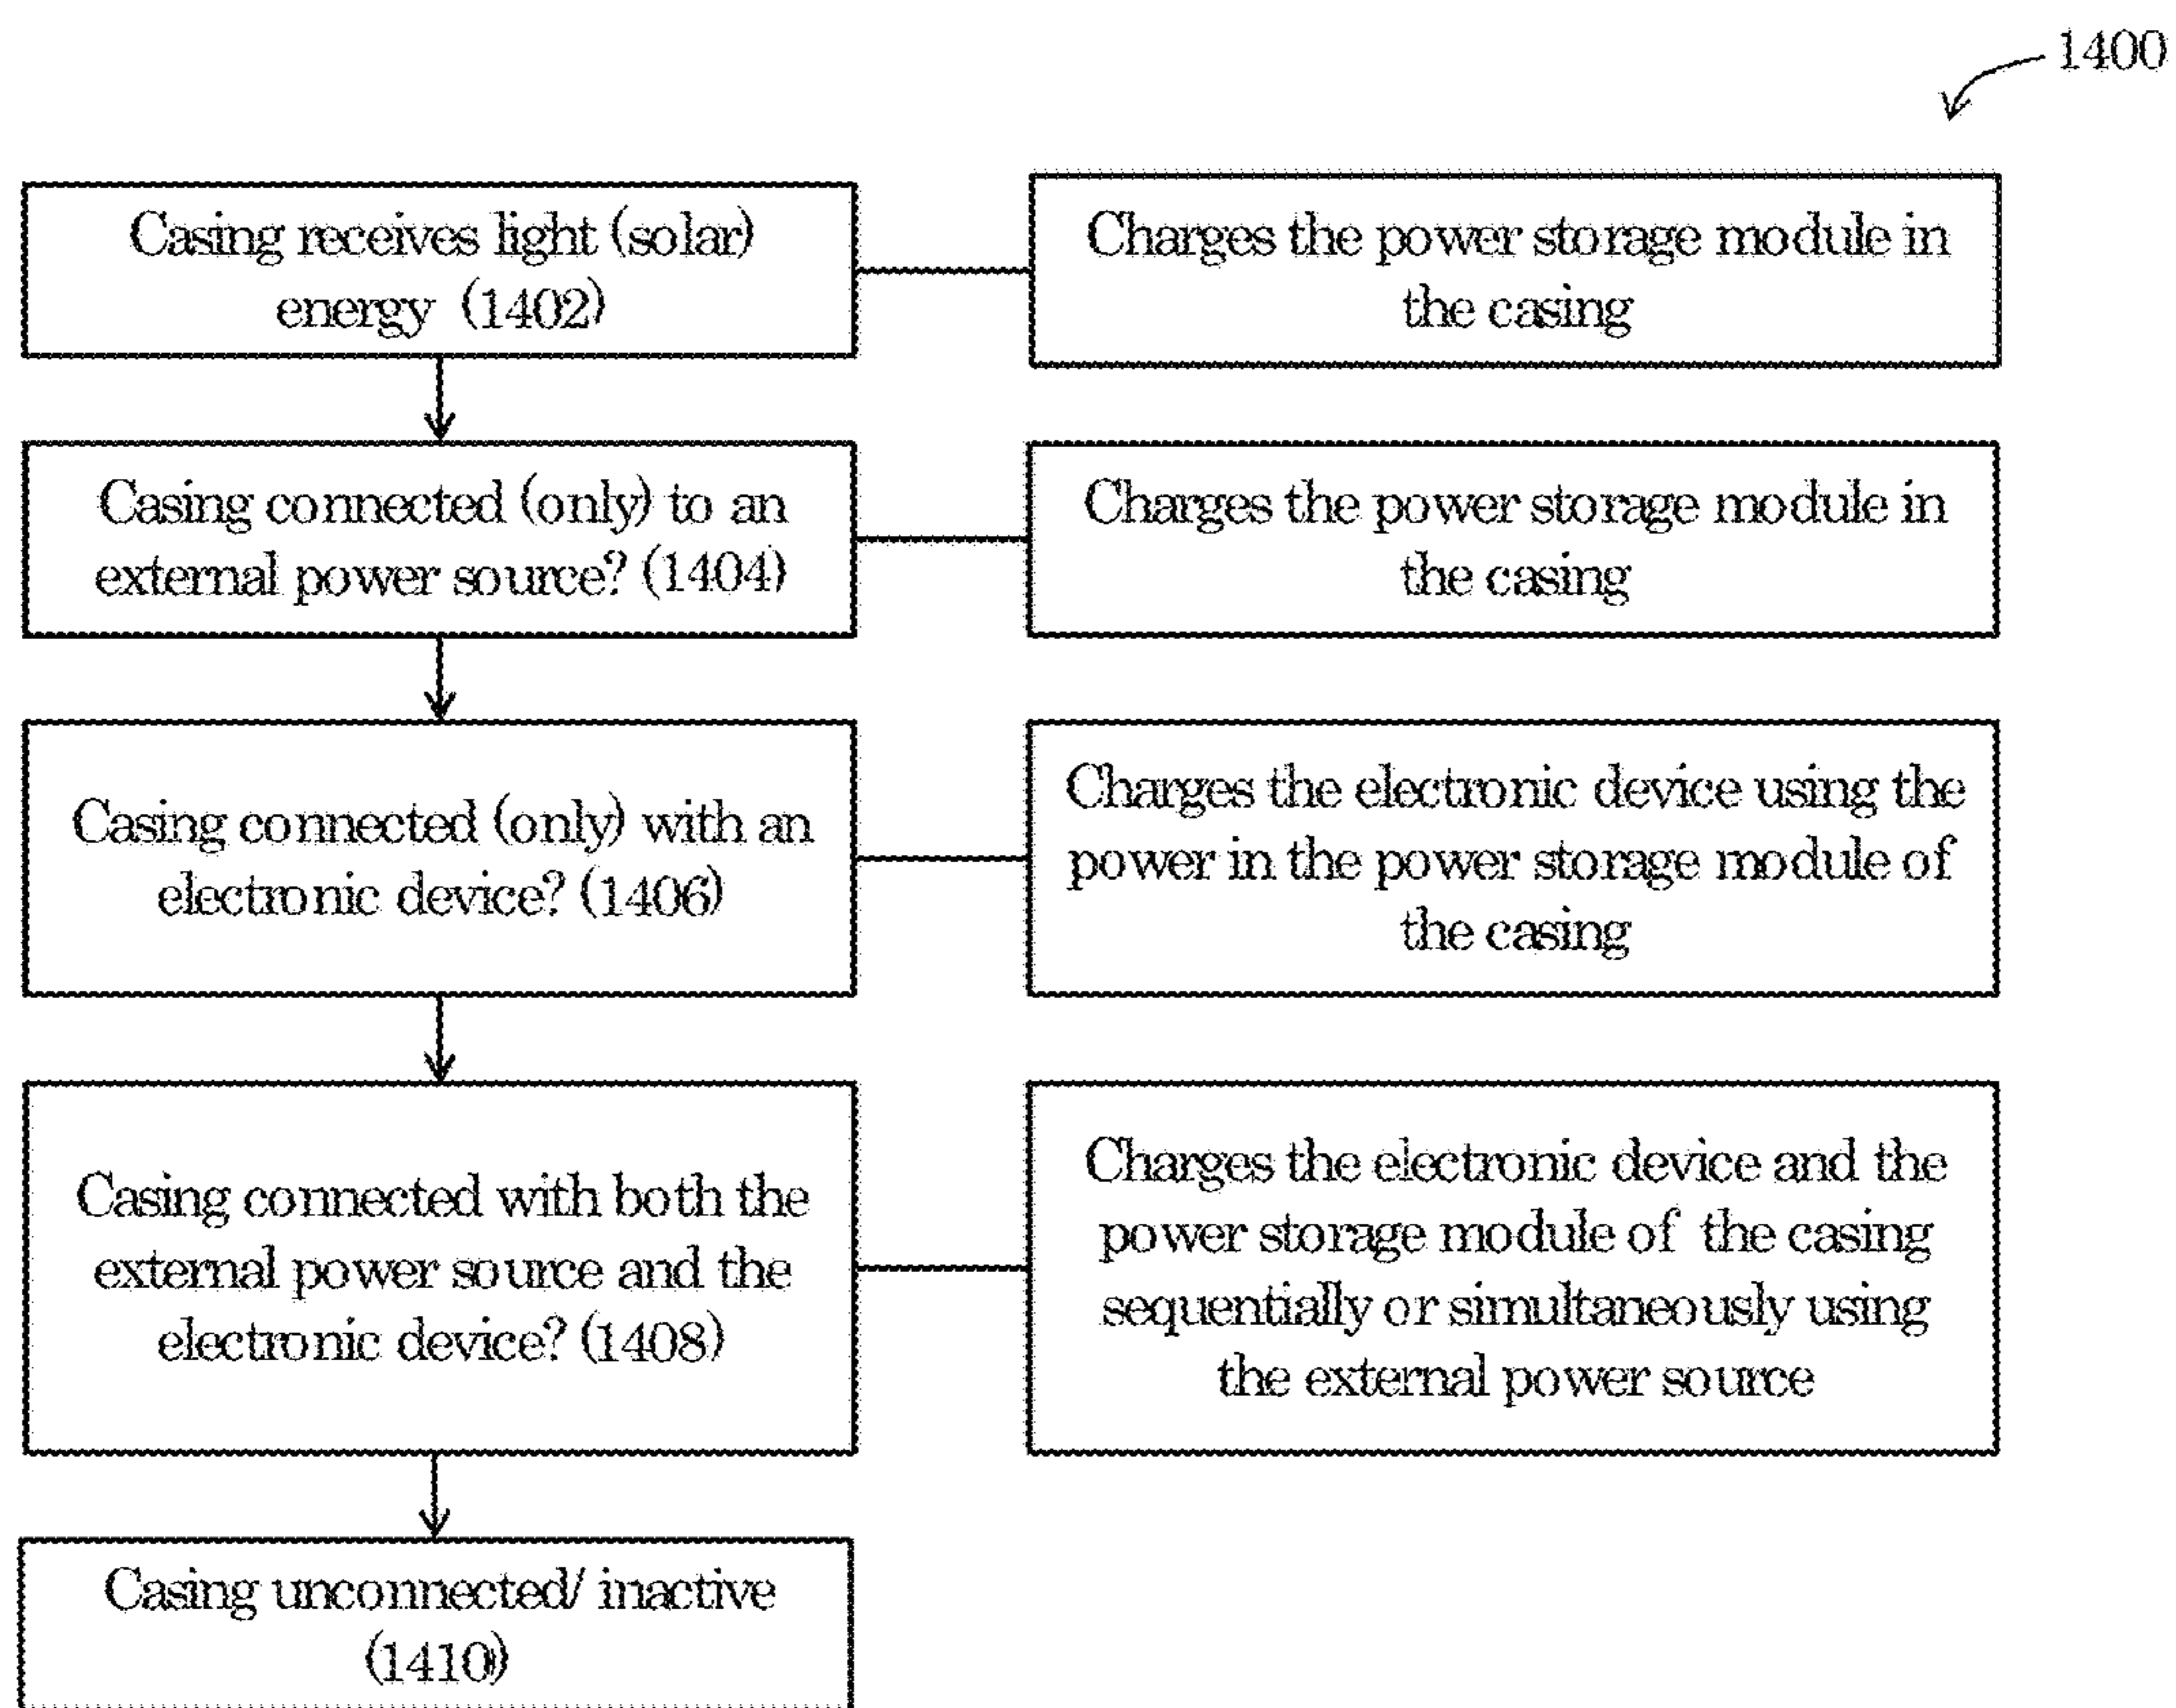 1400
Casing receives light (solar)
energy (1402)
Charges the power storage module in
the casing
Casing connected (only) to an
external power source? (1404)
Charges the power storage module in
the casing
Casing connected (only) with an
electronic device? (1406)
Charges the electronic device using the
power in the power storage module of
the casing
Casing connected with both the
external power source and the
electronic device? (1408)
Charges the electronic device and the
power storage module of the casing
sequentially or simultaneously using
the external power source
Casing unconnected/ inactive
(1410)